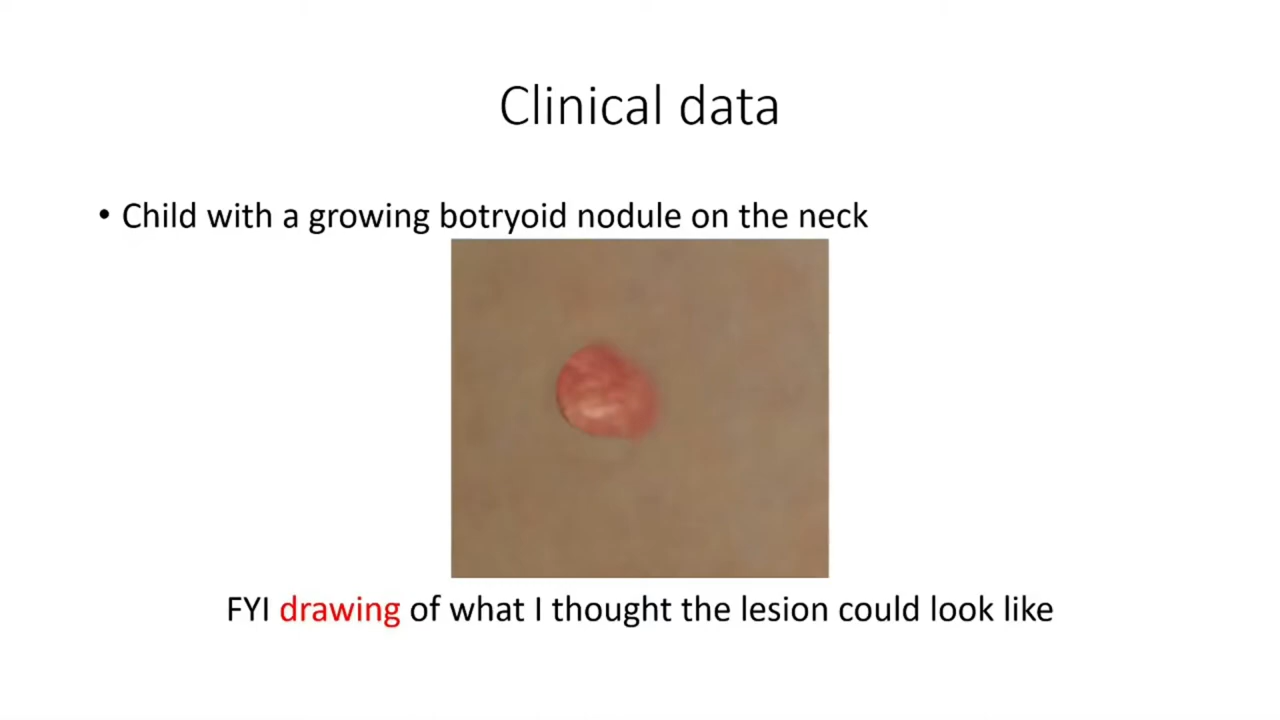 Clinical data
• Child with a growing botryoid nodule on the neck
FYI drawing of what I thought the lesion could look like